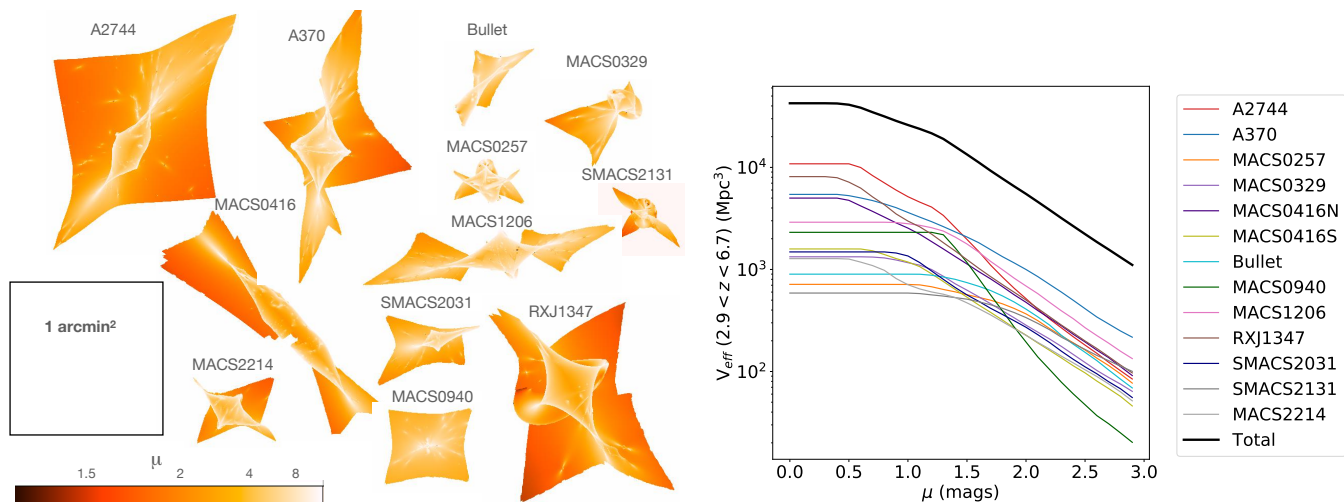 A2744
A370
Bullet
MACS0329
MACS0257
SMACS2131
MACS0416
MACS1206
1 arcmin²
SMACS2031
RXJ1347
MACS2214
MACS0940
μ
1.5 2 4 8
V_eff (2.9 < z < 6.7) (Mpc³)
10⁴
10³
10²
0.0 0.5 1.0 1.5 2.0 2.5 3.0
μ (mags)
A2744
A370
MACS0257
MACS0329
MACS0416N
MACS0416S
Bullet
MACS0940
MACS1206
RXJ1347
SMACS2031
SMACS2131
MACS2214
Total